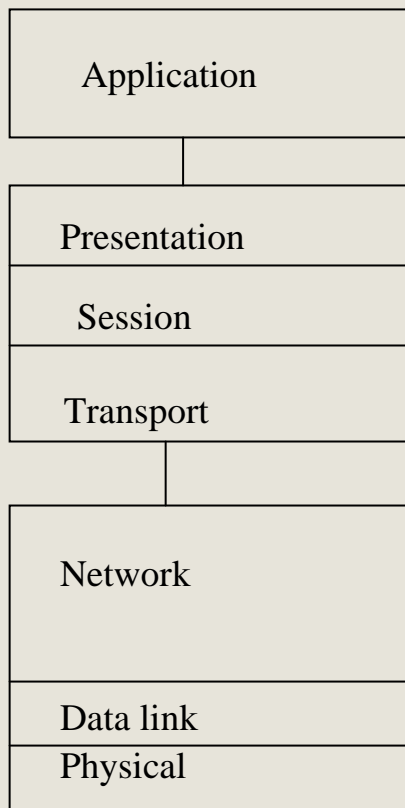 Application
Presentation
Session
Transport
Network
Data link
Physical